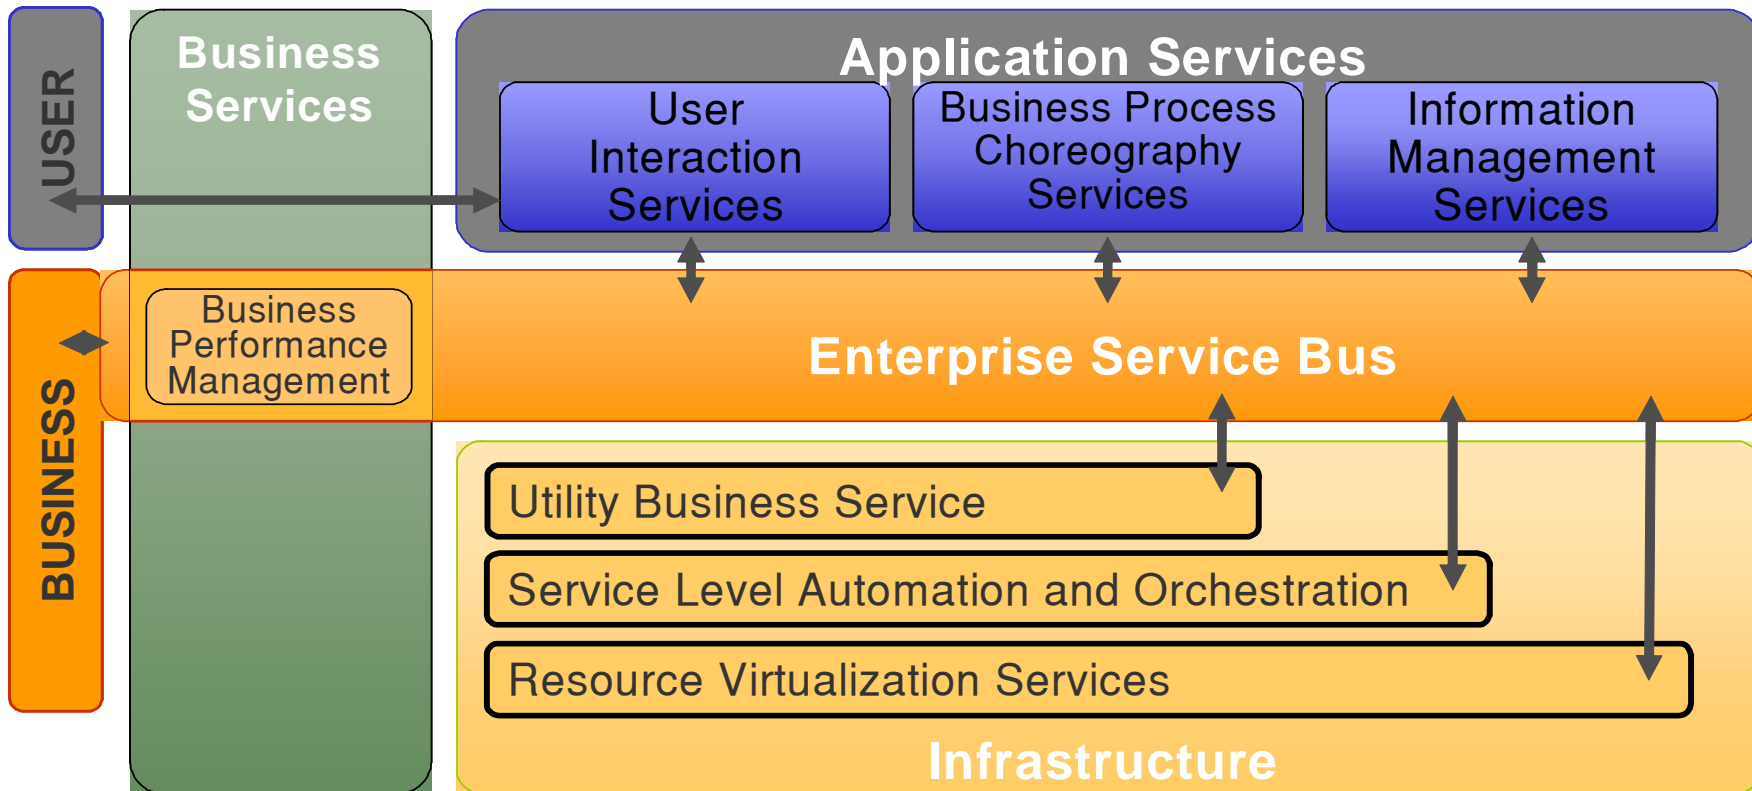 USER
Business
Services
Application Services
User
Interaction
Services
Business Process
Choreography
Services
Information
Management
Services
BUSINESS
Business
Performance
Management
Enterprise Service Bus
Utility Business Service
Service Level Automation and Orchestration
Resource Virtualization Services
Infrastructure